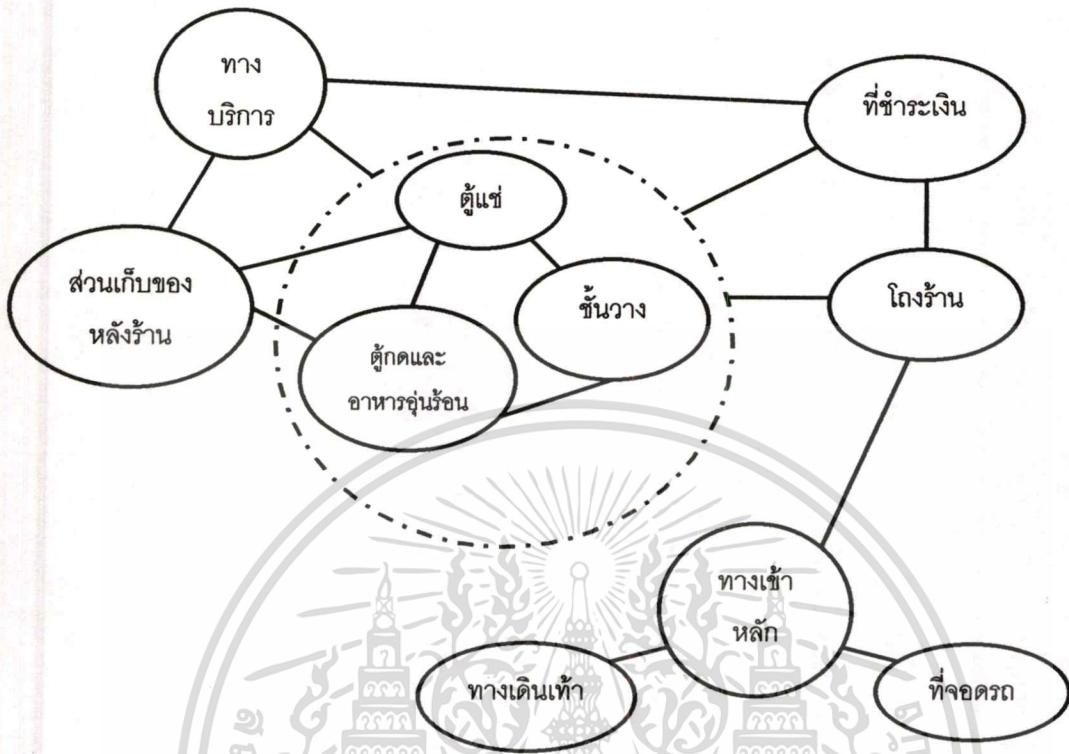 ทาง
บริการ
ที่ชำระเงิน
ตู้แช่
ส่วนเก็บของ
หลังร้าน
ชั้นวาง
โถงร้าน
ตู้กดและ
อาหารอุ่นร้อน
ทางเข้า
หลัก
ทางเดินเท้า
ที่จอดรถ